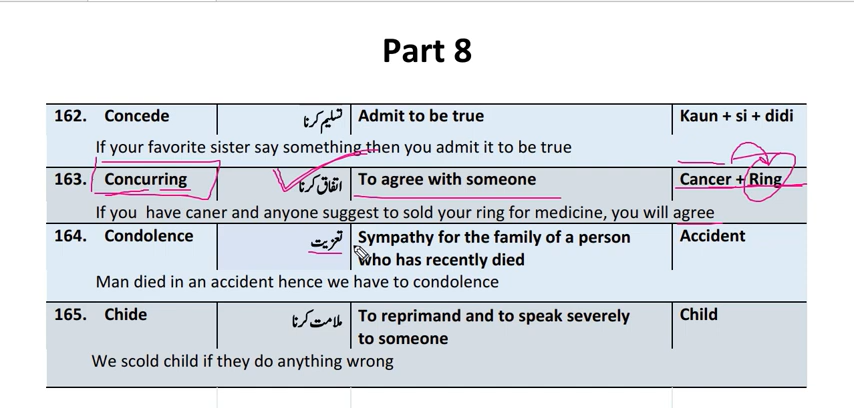 Part 8
162. Concede تسلیم کرنا Admit to be true Kaun + si + didi
If your favorite sister say something then you admit it to be true
163. Concurring اتفاق کرنا To agree with someone Cancer + Ring
If you have caner and anyone suggest to sold your ring for medicine, you will agree
164. Condolence تعزیت Sympathy for the family of a person Accident
who has recently died
Man died in an accident hence we have to condolence
165. Chide ملامت کرنا To reprimand and to speak severely Child
to someone
We scold child if they do anything wrong